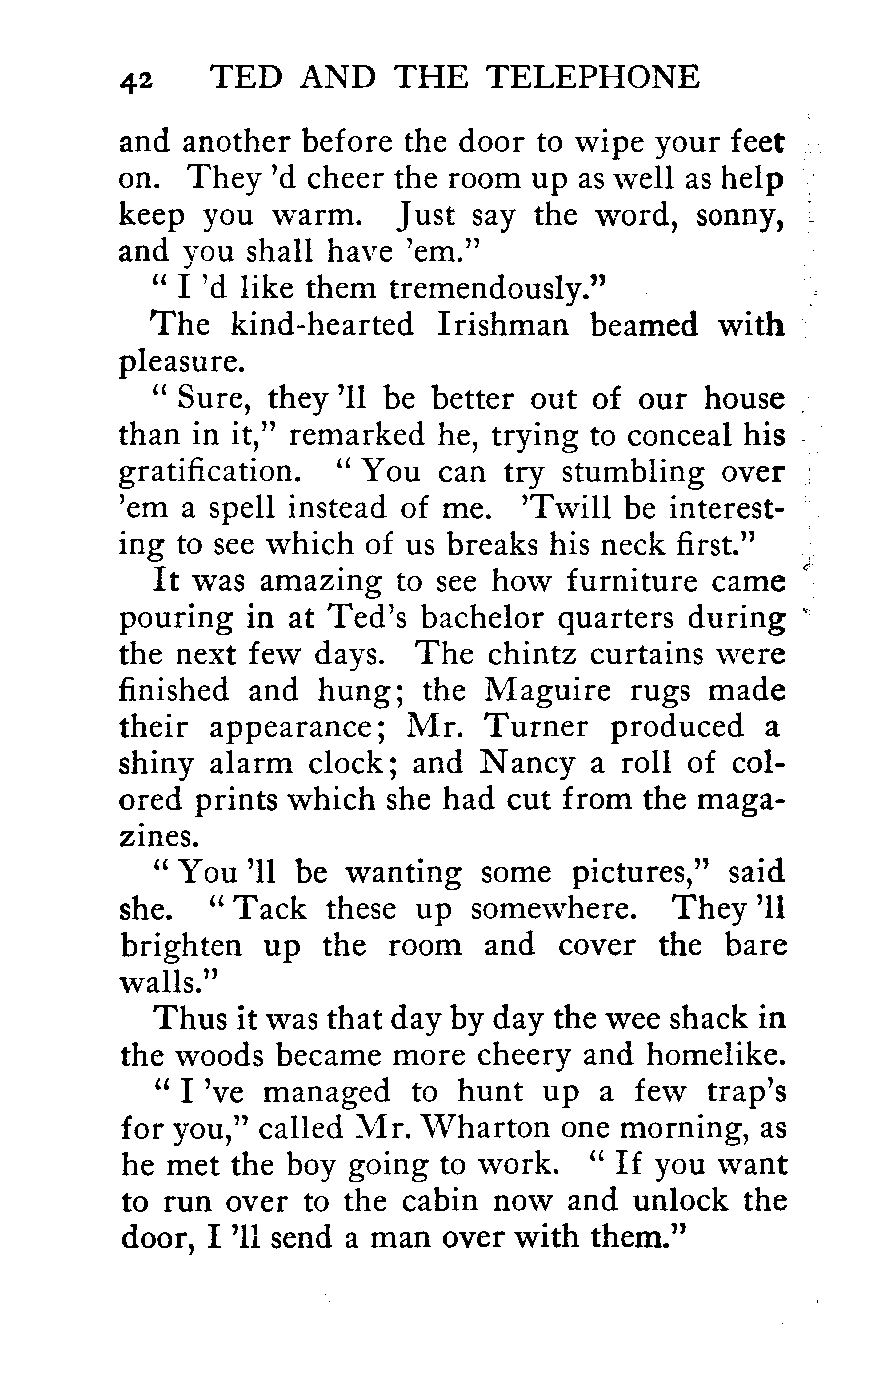 42 TED AND THE TELEPHONE
and another before the door to wipe your feet
on. They 'd cheer the room up as well as help
keep you warm. Just say the word, sonny,
and you shall have 'em."
" I 'd like them tremendously."
The kind-hearted Irishman beamed with
pleasure.
" Sure, they 'll be better out of our house
than in it," remarked he, trying to conceal his
gratification. " You can try stumbling over
'em a spell instead of me. 'Twill be interest-
ing to see which of us breaks his neck first."
It was amazing to see how furniture came
pouring in at Ted's bachelor quarters during
the next few days. The chintz curtains were
finished and hung; the Maguire rugs made
their appearance; Mr. Turner produced a
shiny alarm clock; and Nancy a roll of col-
ored prints which she had cut from the maga-
zines.
" You 'll be wanting some pictures," said
she. " Tack these up somewhere. They 'll
brighten up the room and cover the bare
walls."
Thus it was that day by day the wee shack in
the woods became more cheery and homelike.
" I 've managed to hunt up a few trap's
for you," called Mr. Wharton one morning, as
he met the boy going to work. " If you want
to run over to the cabin now and unlock the
door, I 'll send a man over with them."